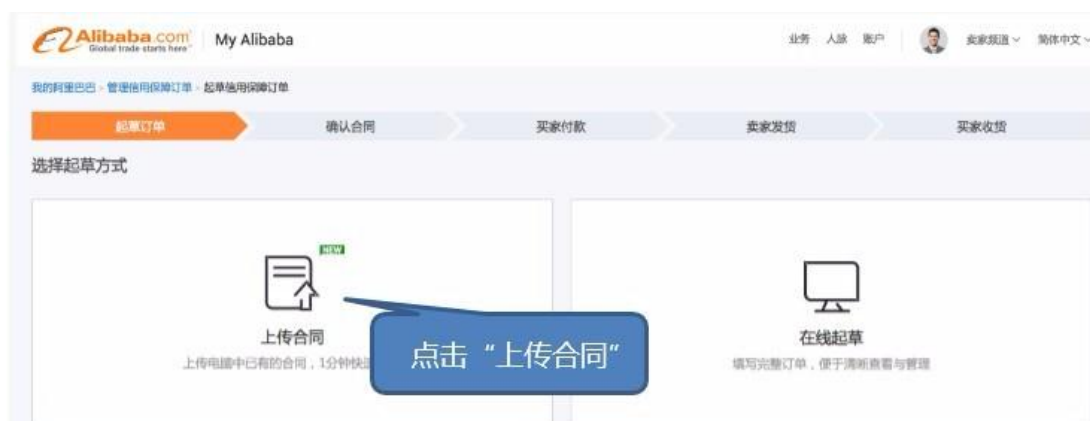 Alibaba.com
Global trade starts here
My Alibaba
业务 人脉 账户 卖家频道 简体中文
我的阿里巴巴 > 管理信用保障订单 > 起草信用保障订单
起草订单 确认合同 买家付款 卖家发货 买家收货
选择起草方式
NEW
上传合同
上传电脑中已有的合同，1分钟快
点击“上传合同”
在线起草
填写完整订单，便于清晰查看与管理